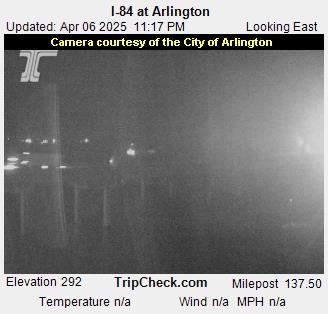 I-84 at Arlington
Updated: Apr 06 2025 11:17 PM Looking East
Camera courtesy of the City of Arlington
Elevation 292 TripCheck.com Milepost 137.50
Temperature n/a Wind n/a MPH n/a